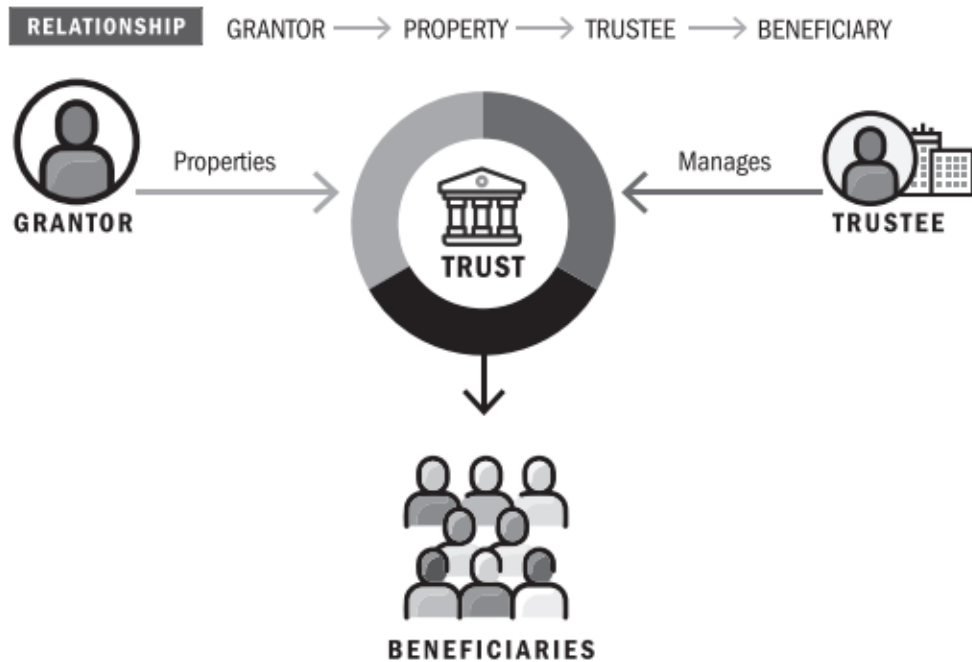 RELATIONSHIP GRANTOR PROPERTY TRUSTEE BENEFICIARY
Properties
Manages
GRANTOR
TRUST
TRUSTEE
BENEFICIARIES